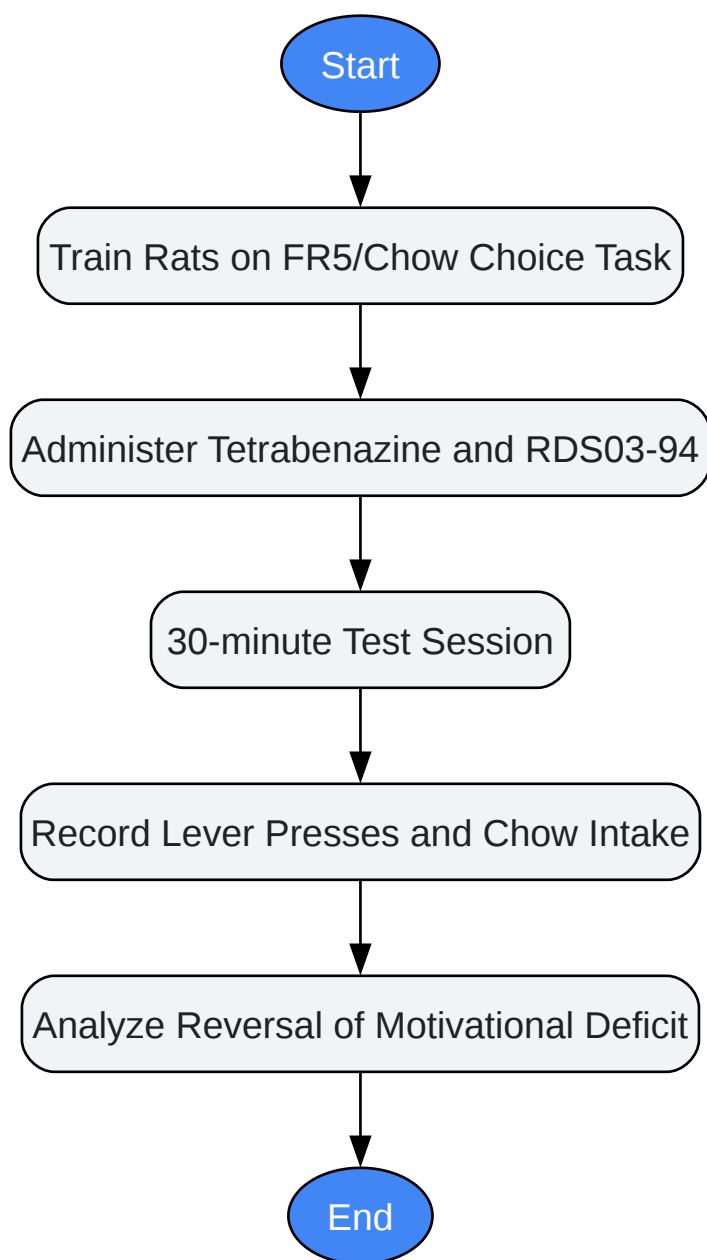 Start
Train Rats on FR5/Chow Choice Task
Administer Tetrabenazine and RDS03-94
30-minute Test Session
Record Lever Presses and Chow Intake
Analyze Reversal of Motivational Deficit
End